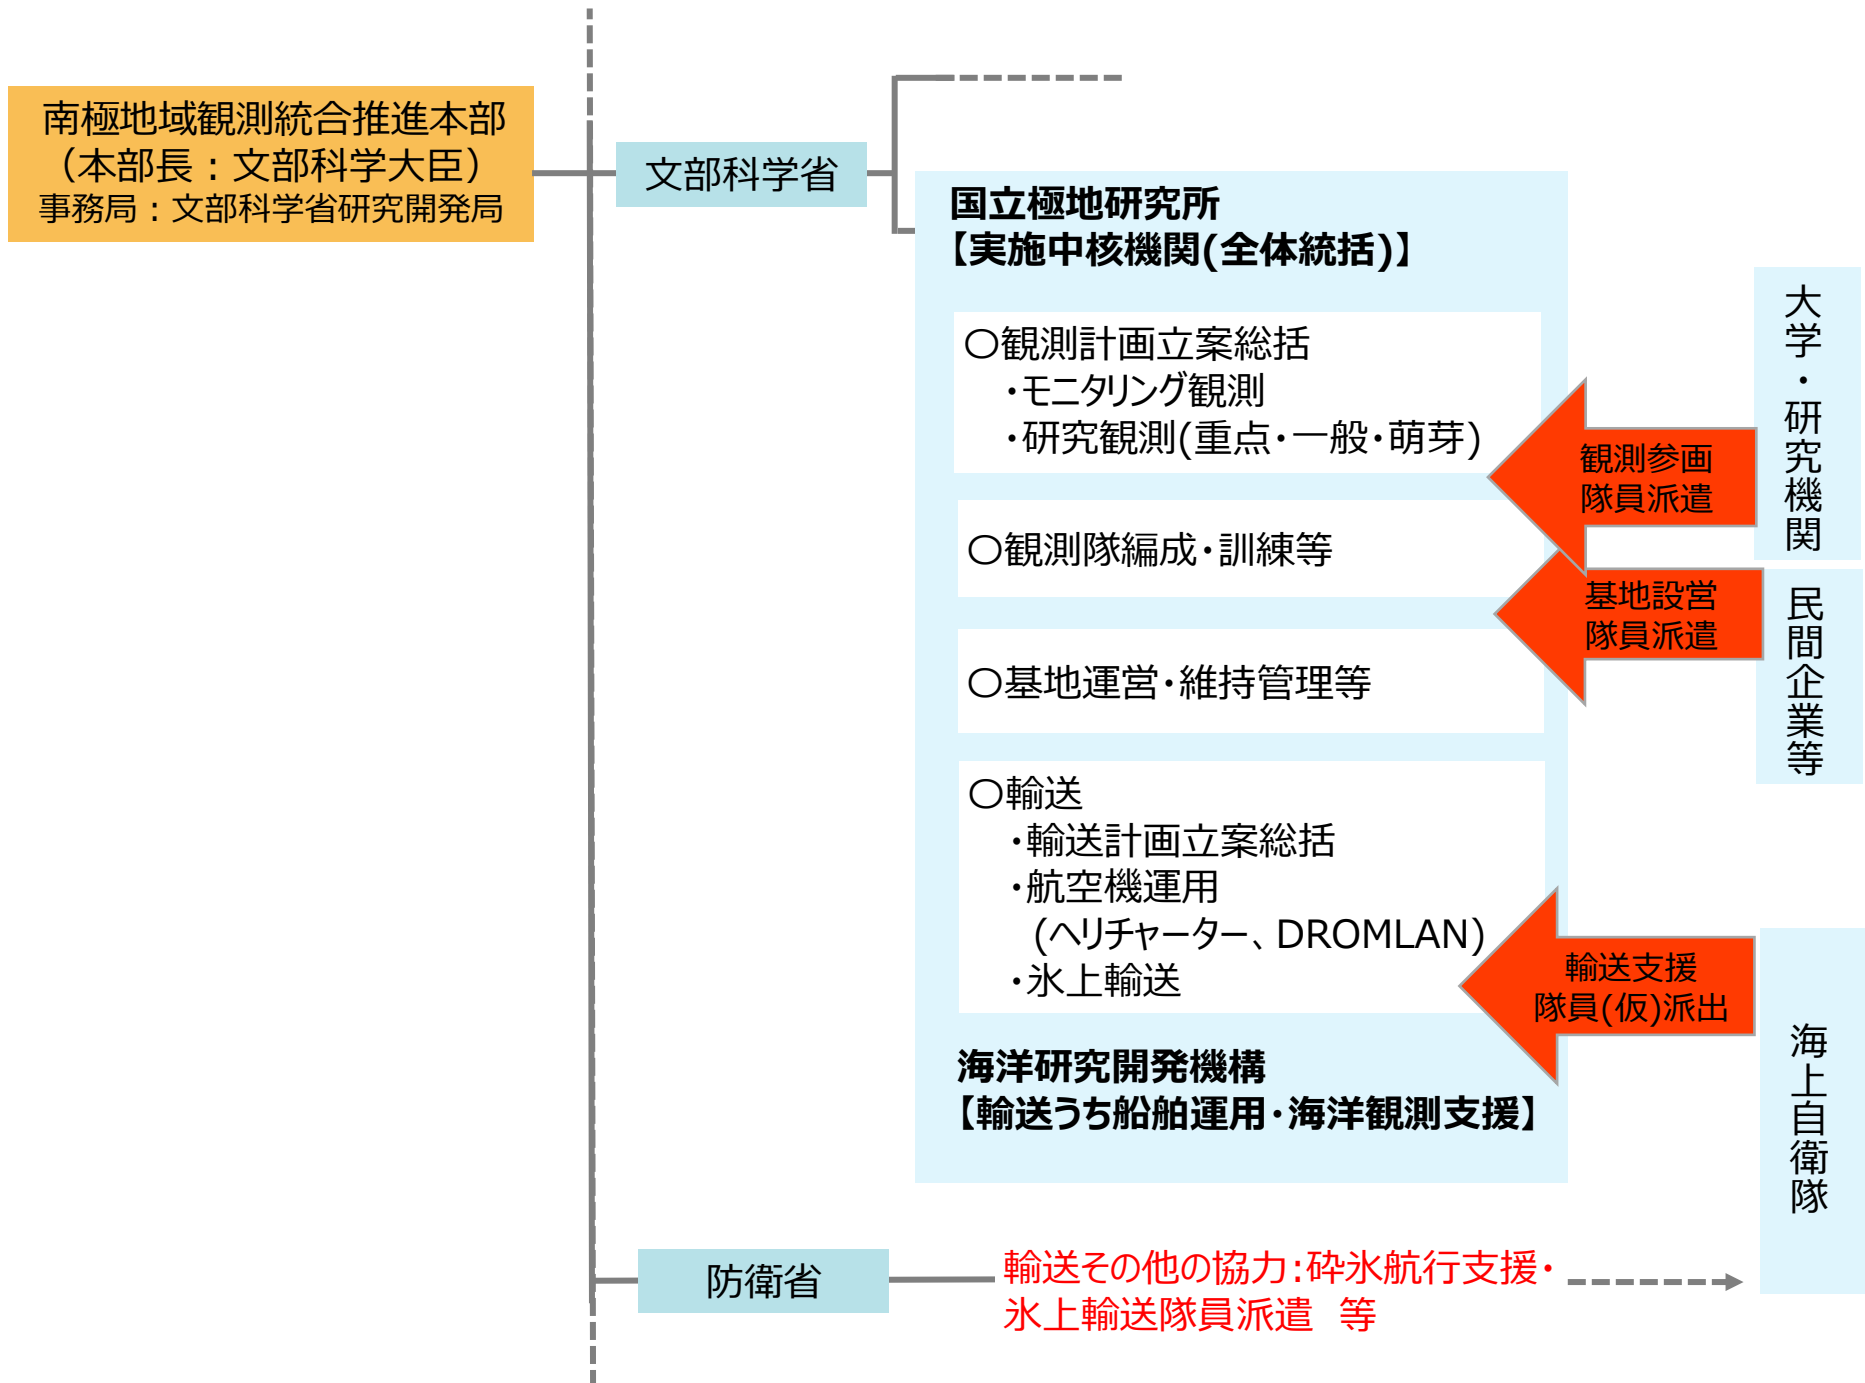 南極地域観測統合推進本部
（本部長：文部科学大臣）
事務局：文部科学省研究開発局
文部科学省
国立極地研究所
【実施中核機関(全体統括)】
〇観測計画立案総括
・モニタリング観測
・研究観測(重点・一般・萌芽)
〇観測隊編成・訓練等
〇基地運営・維持管理等
〇輸送
・輸送計画立案総括
・航空機運用
(ヘリチャーター、DROMLAN)
・氷上輸送
海洋研究開発機構
【輸送うち船舶運用・海洋観測支援】
観測参画
隊員派遣
大学・研究機関
基地設営
隊員派遣
民間企業等
輸送支援
隊員(仮)派出
海上自衛隊
防衛省
輸送その他の協力:砕氷航行支援・
氷上輸送隊員派遣　等